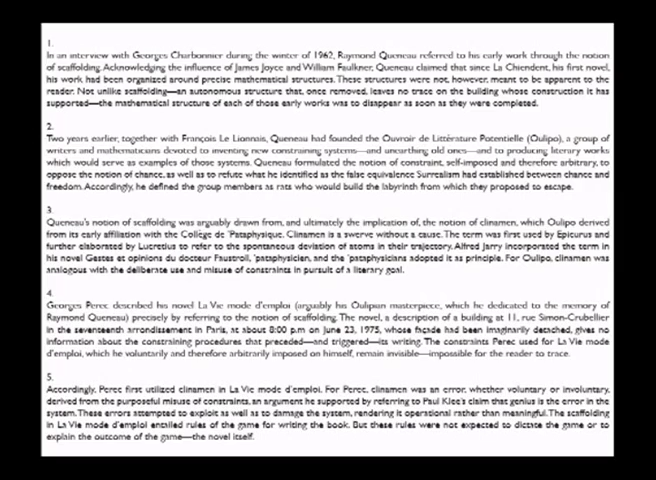 1.
In an interview with Georges Charbonnier during the winter of 1962, Raymond Queneau referred to his early work through the notion
of scaffolding. Acknowledging the influence of James Joyce and William Faulkner, Queneau claimed that since La Chiendent, his first novel,
his work had been organized around precise mathematical structures. These structures were not, however, meant to be apparent to the
reader. Not unlike scaffolding—an autonomous structure that, once removed, leaves no trace on the building whose construction it has
supported—the mathematical structure of each of those early works was to disappear as soon as they were completed.
2.
Two years earlier, together with François Le Lionnais, Queneau had founded the Ouvroir de Littérature Potentielle (Oulipo), a group of
writers and mathematicians devoted to inventing new constraining systems—and unearthing old ones—and to producing literary works
which would serve as examples of those systems. Queneau formulated the notion of constraint, self-imposed and therefore arbitrary, to
oppose the notion of chance, as well as to refute what he identified as the false equivalence Surrealism had established between chance and
freedom. Accordingly, he defined the group members as rats who would build the labyrinth from which they proposed to escape.
3.
Queneau's notion of scaffolding was arguably drawn from, and ultimately the implication of, the notion of clinamen, which Oulipo derived
from its early affiliation with the Collège de 'Pataphysique. Clinamen is a swerve without a cause. The term was first used by Epicurus and
further elaborated by Lucretius to refer to the spontaneous deviation of atoms in their trajectory. Alfred Jarry incorporated the term in
his novel Gestes et opinions du docteur Faustroll, 'pataphysicien, and the 'pataphysicians adopted it as principle. For Oulipo, clinamen was
analogous with the deliberate use and misuse of constraints in pursuit of a literary goal.
4.
Georges Perec described his novel La Vie mode d'emploi (arguably his Oulipian masterpiece, which he dedicated to the memory of
Raymond Queneau) precisely by referring to the notion of scaffolding. The novel, a description of a building at 11, rue Simon-Crubellier
in the seventeenth arrondissement in Paris, at about 8:00 p.m on June 23, 1975, whose façade had been imaginarily detached, gives no
information about the constraining procedures that preceded—and triggered—its writing. The constraints Perec used for La Vie mode
d'emploi, which he voluntarily and therefore arbitrarily imposed on himself, remain invisible—impossible for the reader to trace.
5.
Accordingly, Perec first utilized clinamen in La Vie mode d'emploi. For Perec, clinamen was an error, whether voluntary or involuntary,
derived from the purposeful misuse of constraints, an argument he supported by referring to Paul Klee's claim that genius is the error in the
system. These errors attempted to exploit as well as to damage the system, rendering it operational rather than meaningful. The scaffolding
in La Vie mode d'emploi entailed rules of the game for writing the book. But these rules were not expected to dictate the game or to
explain the outcome of the game—the novel itself.